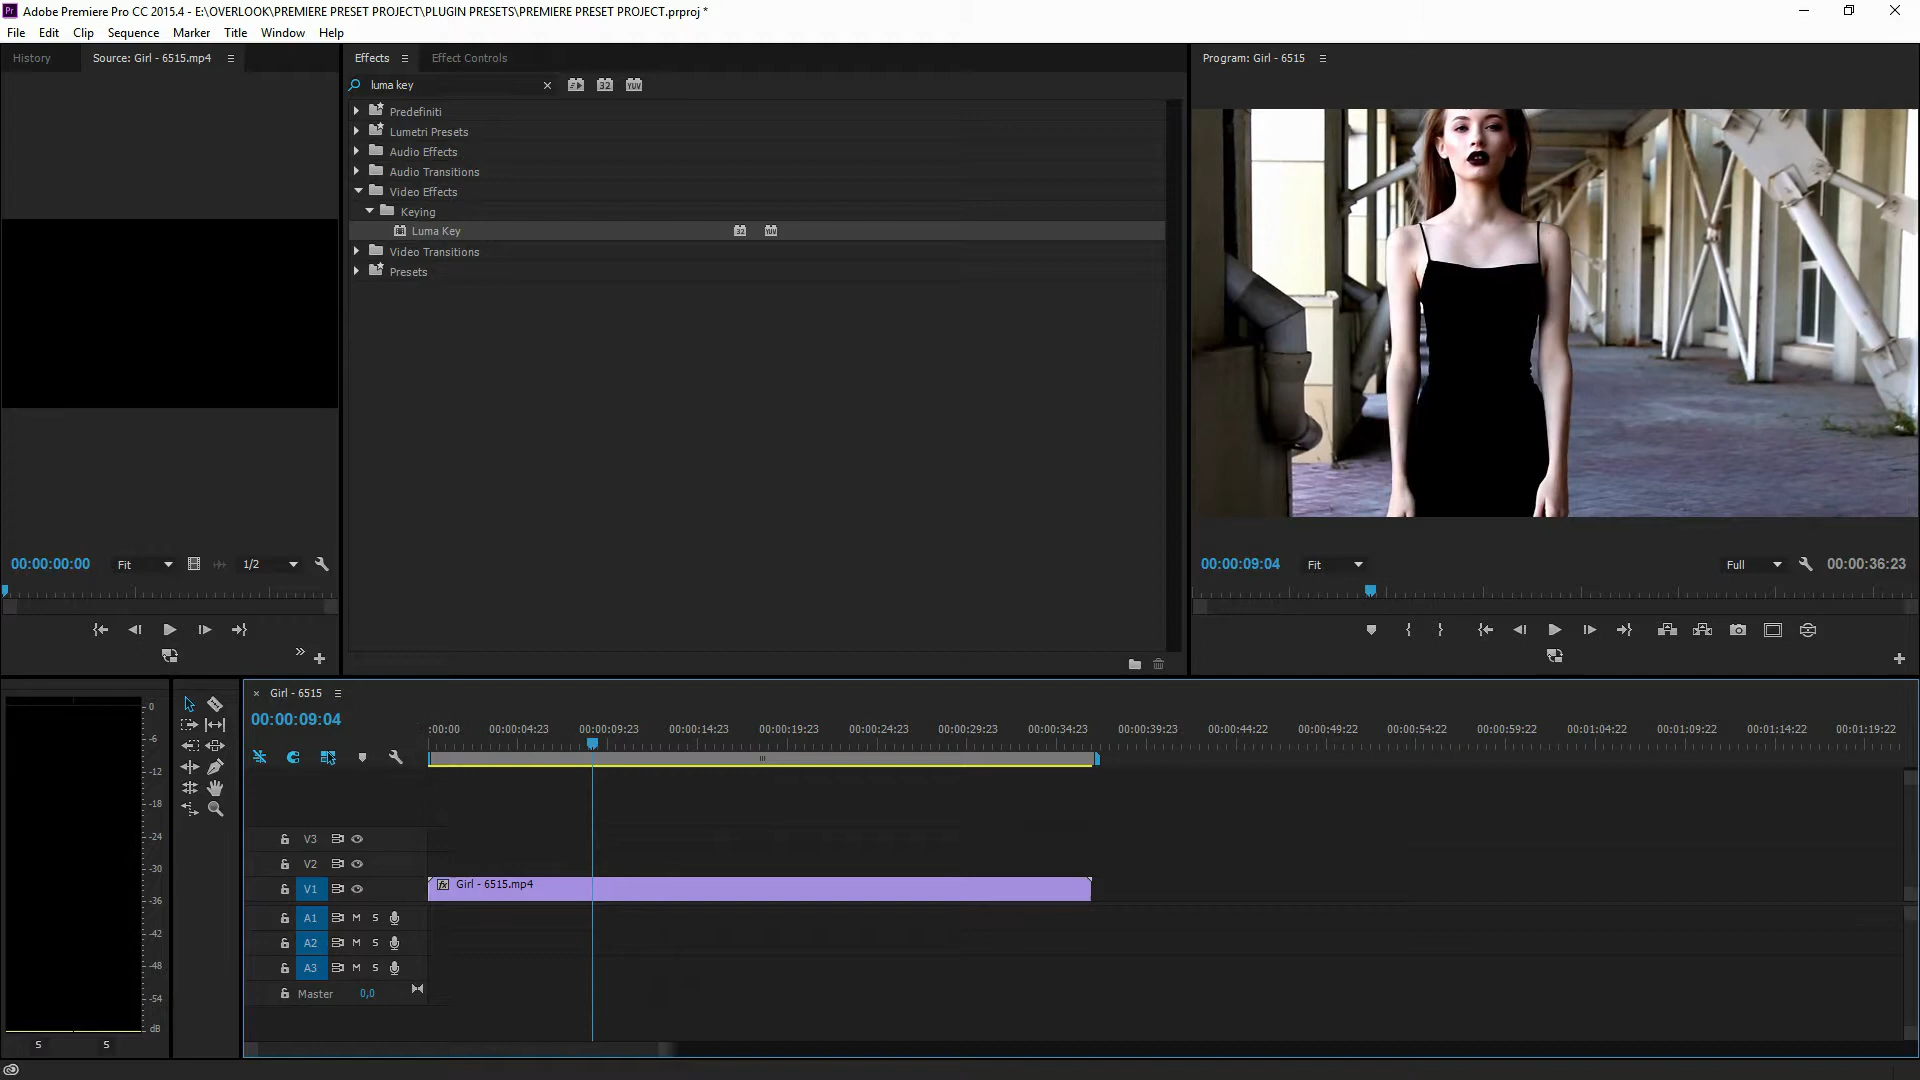 Adobe Premiere Pro CC 2015.4 - E:\OVERLOOK\PREMIERE PRESET PROJECT\PLUGIN PRESETS\PREMIERE PRESET PROJECT.prproj *
File Edit Clip Sequence Marker Title Window Help
History Source: Girl - 6515.mp4
Effects Effect Controls
Program: Girl - 6515
luma key
Predefiniti
Lumetri Presets
Audio Effects
Audio Transitions
Video Effects
Keying
Luma Key
Video Transitions
Presets
00:00:00:00 Fit 1/2
00:00:09:04 Fit Full 00:00:36:23
Girl - 6515
00:00:09:04
:00:00 00:00:04:23 00:00:09:23 00:00:14:23 00:00:19:23 00:00:24:23 00:00:29:23 00:00:34:23 00:00:39:23 00:00:44:22 00:00:49:22 00:00:54:22 00:00:59:22 00:01:04:22 00:01:09:22 00:01:14:22 00:01:19:22
V3
V2
V1 fx Girl - 6515.mp4
A1 M S
A2 M S
A3 M S
Master 0,0
0
-6
-12
-18
-24
-30
-36
-42
-48
-54
dB
S S